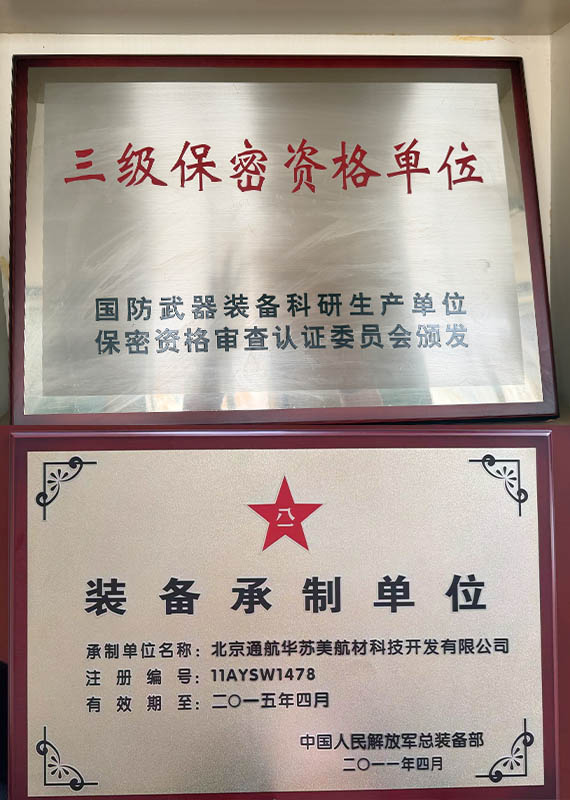 三级保密资格单位
国防武器装备科研生产单位
保密资格审查认证委员会颁发
八一
装备承制单位
承制单位名称：北京通航华苏美航材科技开发有限公司
注册编号：11AYSW1478
有效期至：二〇一五年四月
中国人民解放军总装备部
二〇一一年四月